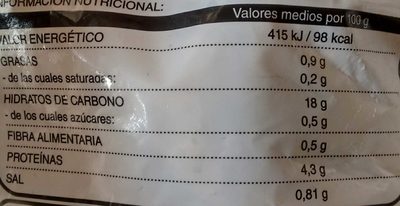 INFORMACIÓN NUTRICIONAL:
Valores medios por 100 g
VALOR ENERGÉTICO 415 kJ / 98 kcal
GRASAS 0,9 g
- de las cuales saturadas: 0,2 g
HIDRATOS DE CARBONO 18 g
- de los cuales azúcares: 0,5 g
FIBRA ALIMENTARIA 0,5 g
PROTEÍNAS 4,3 g
SAL 0,81 g